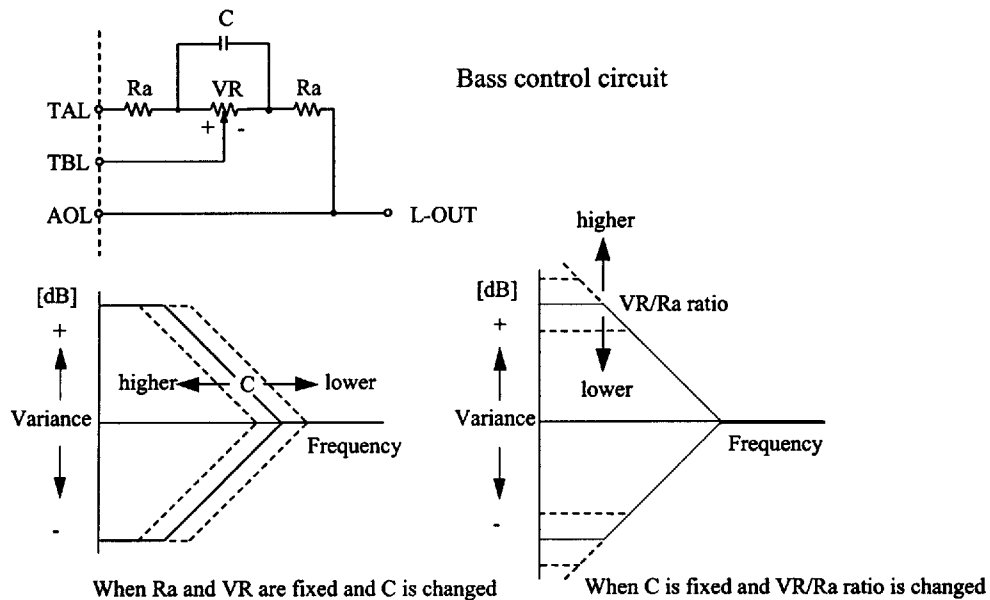 C
Bass control circuit
Ra VR Ra
TAL
+ -
TBL
AOL L-OUT
[dB]
+
higher C lower
Variance
Frequency
-
When Ra and VR are fixed and C is changed
higher
[dB] VR/Ra ratio
+
lower
Variance
Frequency
-
When C is fixed and VR/Ra ratio is changed